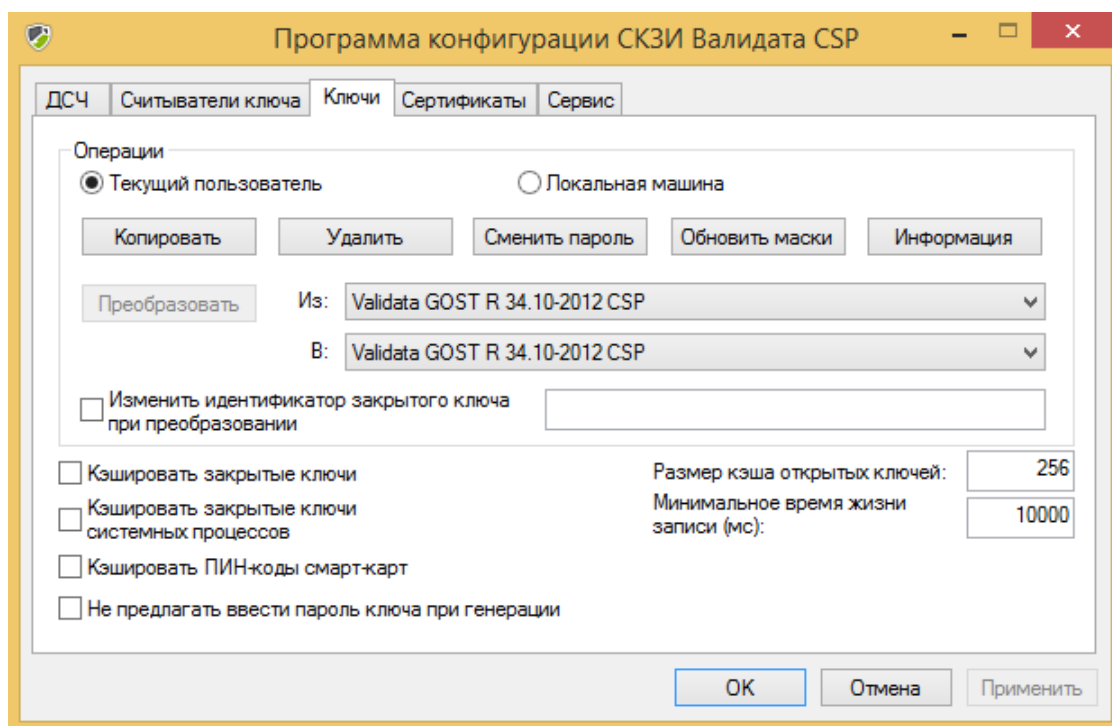 Программа конфигурации СКЗИ Валидата CSP
ДСЧ Считыватели ключа Ключи Сертификаты Сервис
Операции
Текущий пользователь Локальная машина
Копировать Удалить Сменить пароль Обновить маски Информация
Преобразовать Из: Validata GOST R 34.10-2012 CSP
В: Validata GOST R 34.10-2012 CSP
Изменить идентификатор закрытого ключа
при преобразовании
Кэшировать закрытые ключи
Размер кэша открытых ключей: 256
Кэшировать закрытые ключи
системных процессов
Минимальное время жизни
записи (мс): 10000
Кэшировать ПИН-коды смарт-карт
Не предлагать ввести пароль ключа при генерации
OK Отмена Применить